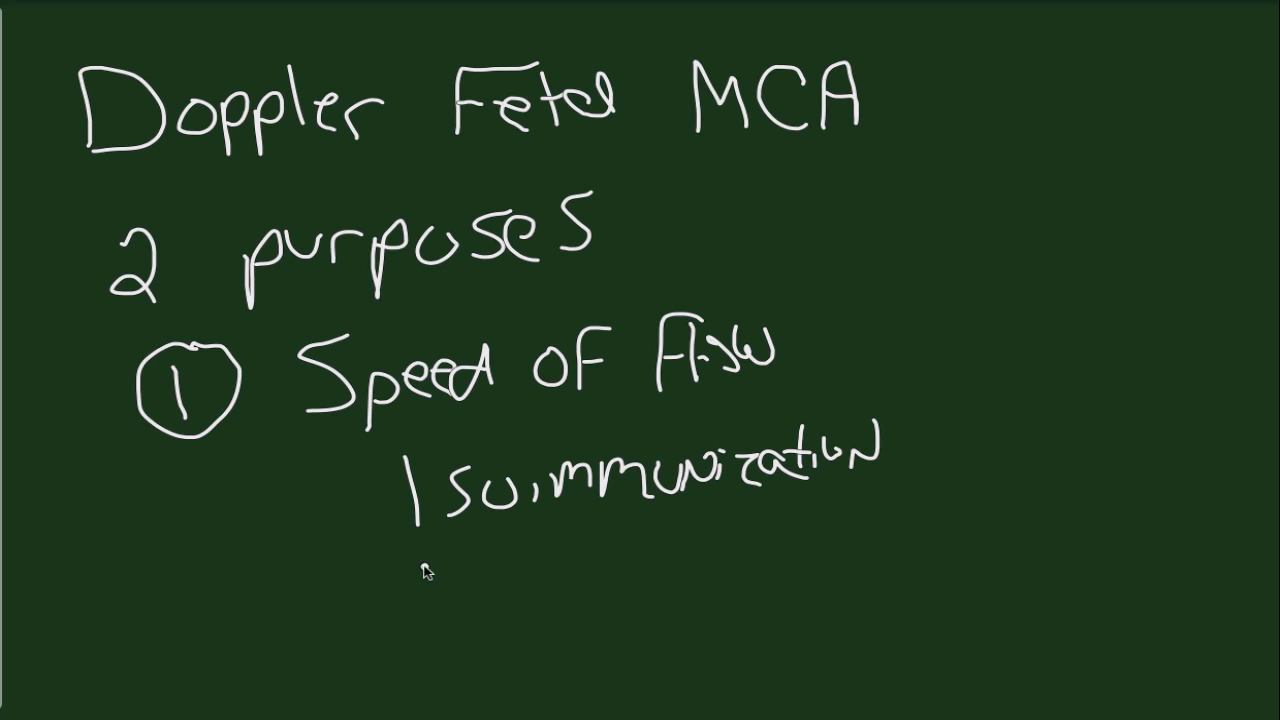 Doppler Fetal MCA
2 purposes
① Speed of Flow
Isoimmunization